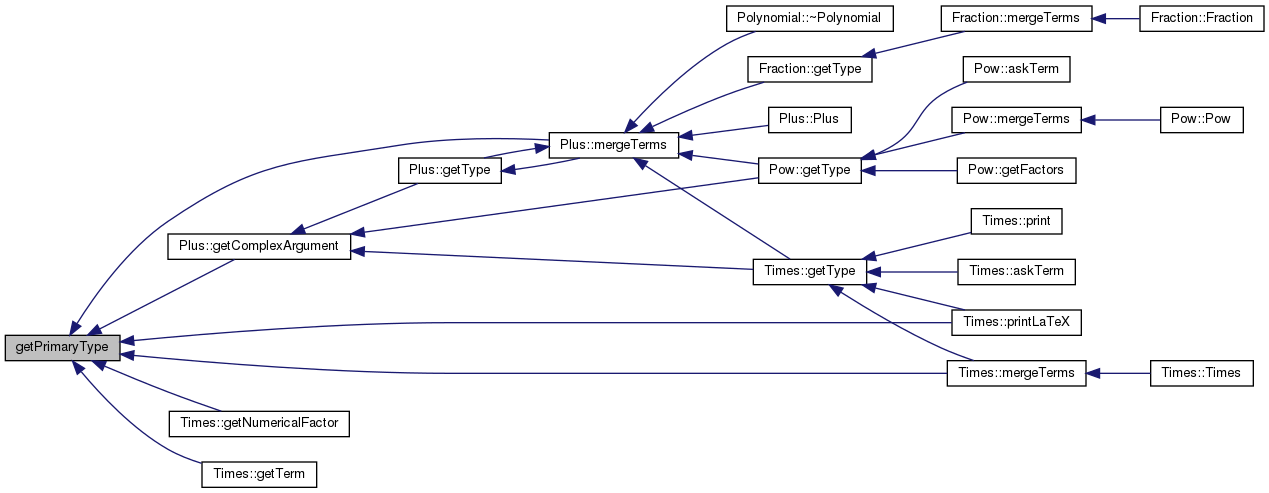 Polynomial::~Polynomial
Fraction::mergeTerms
Fraction::Fraction
Fraction::getType
Pow::askTerm
Plus::Plus
Pow::mergeTerms
Pow::Pow
Plus::mergeTerms
Plus::getType
Pow::getType
Pow::getFactors
Times::print
Plus::getComplexArgument
Times::getType
Times::askTerm
Times::printLaTeX
getPrimaryType
Times::mergeTerms
Times::Times
Times::getNumericalFactor
Times::getTerm